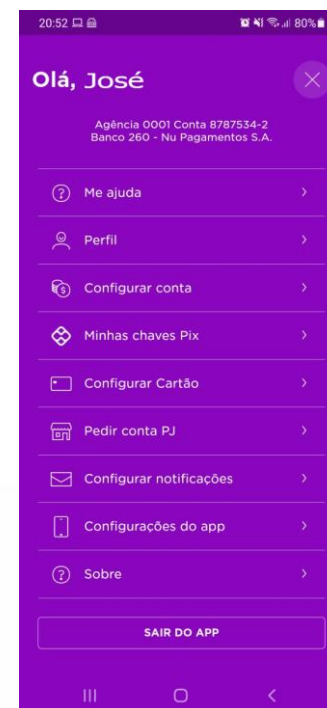 20:52 80%
Olá, José
Agência 0001 Conta 8787534-2
Banco 260 - Nu Pagamentos S.A.
Me ajuda
Perfil
Configurar conta
Minhas chaves Pix
Configurar Cartão
Pedir conta PJ
Configurar notificações
Configurações do app
Sobre
SAIR DO APP